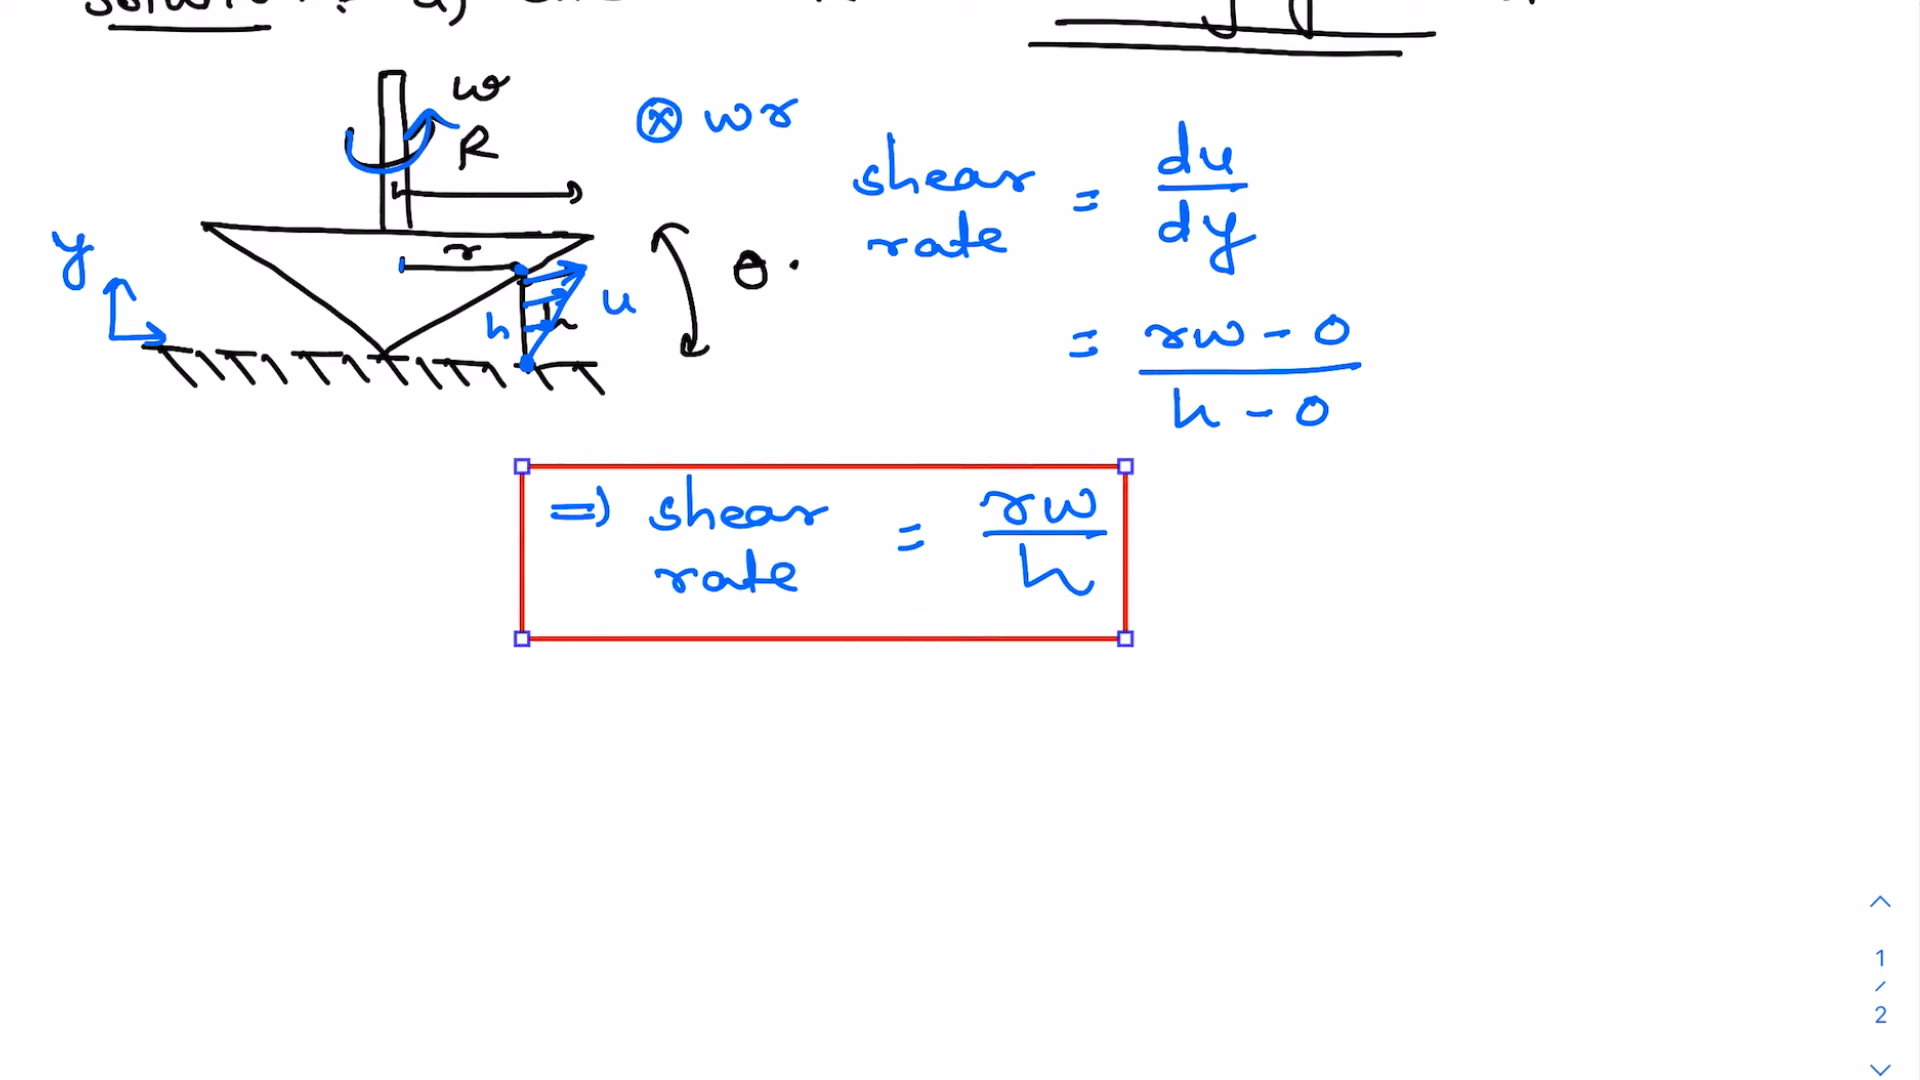 ω
R
⊗ ωr
shear rate = du/dy
y
r
θ
u
h
= rω - 0 / h - 0
=) shear rate = rω/h
1
/
2